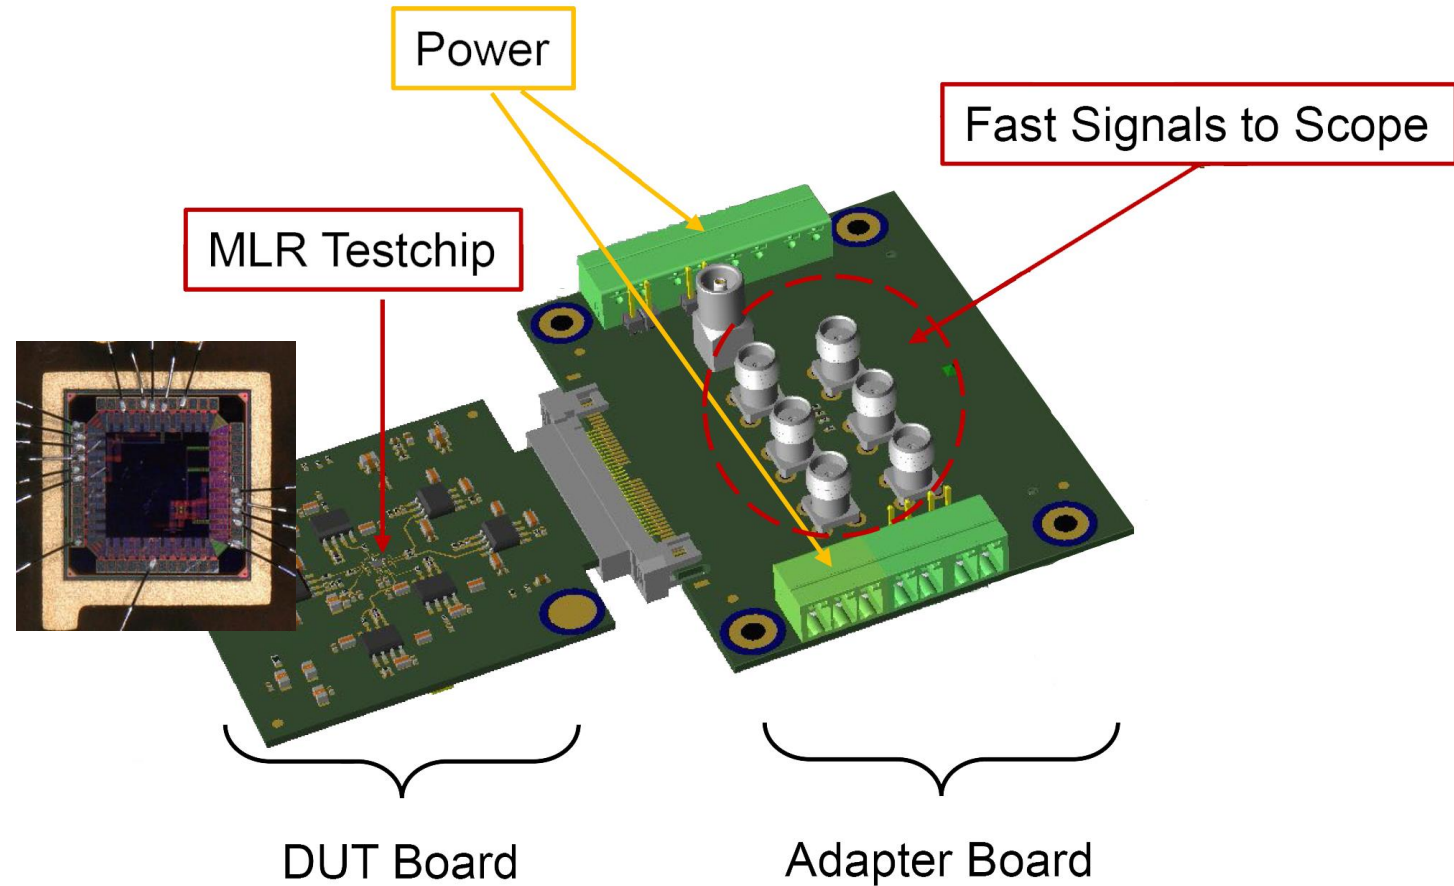 Power
Fast Signals to Scope
MLR Testchip
DUT Board
Adapter Board